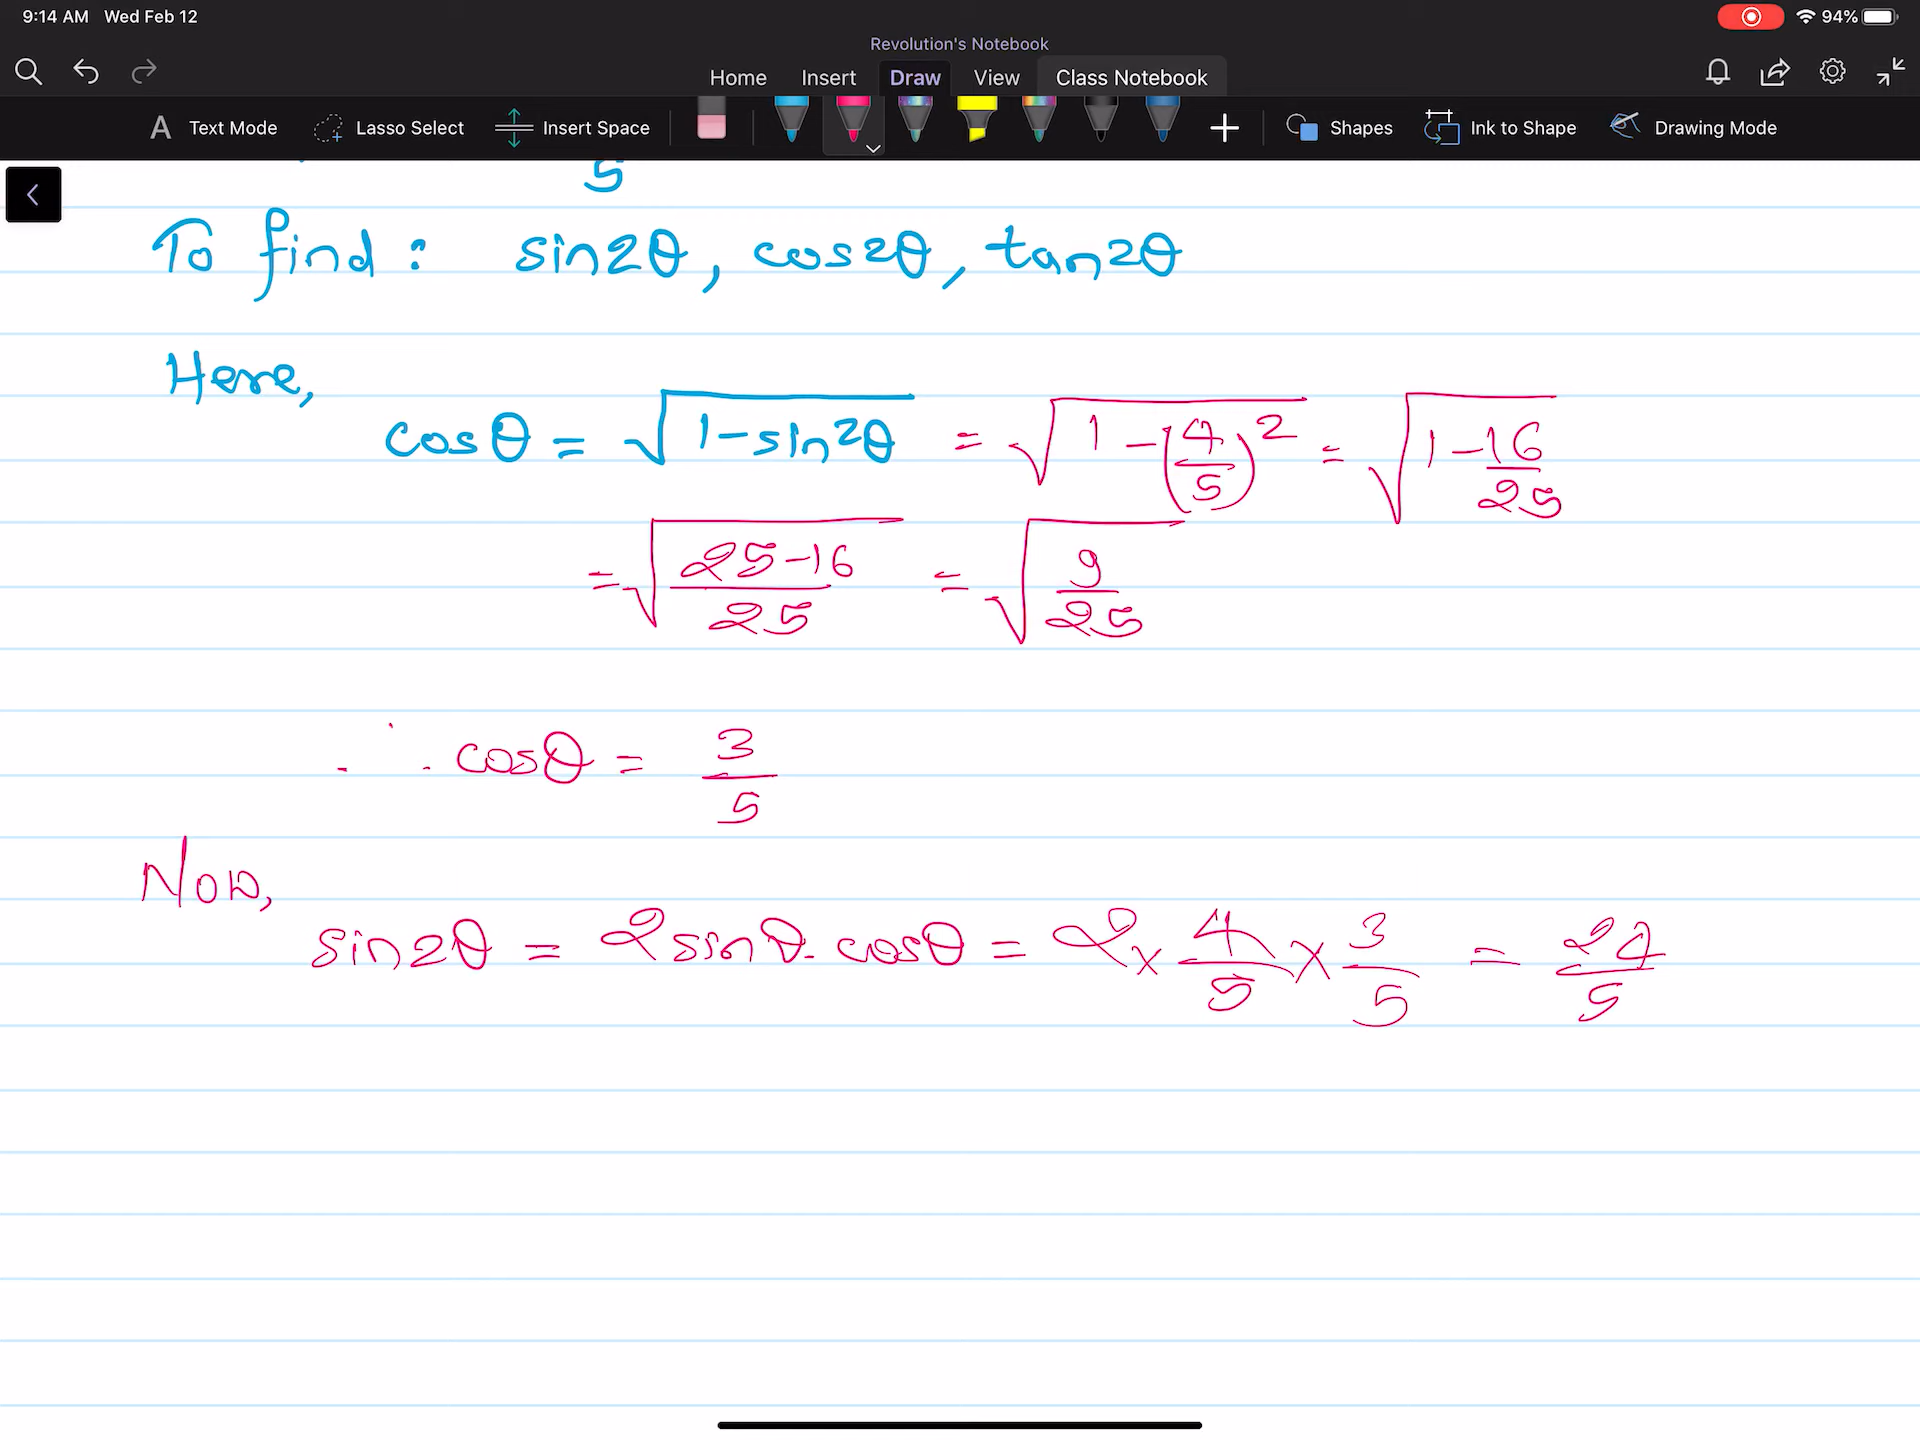 9:14 AM Wed Feb 12
94%
Revolution's Notebook
Home Insert Draw View Class Notebook
A Text Mode Lasso Select Insert Space Shapes Ink to Shape Drawing Mode
5
To find : sin2θ, cos2θ, tan2θ
Here,
cosθ = √(1-sin2θ) = √(1-(4/5)^2) = √(1-16/25)
= √((25-16)/25) = √(9/25)
∴ cosθ = 3/5
Now,
sin2θ = 2sinθ. cosθ = 2 × 4/5 × 3/5 = 24/5